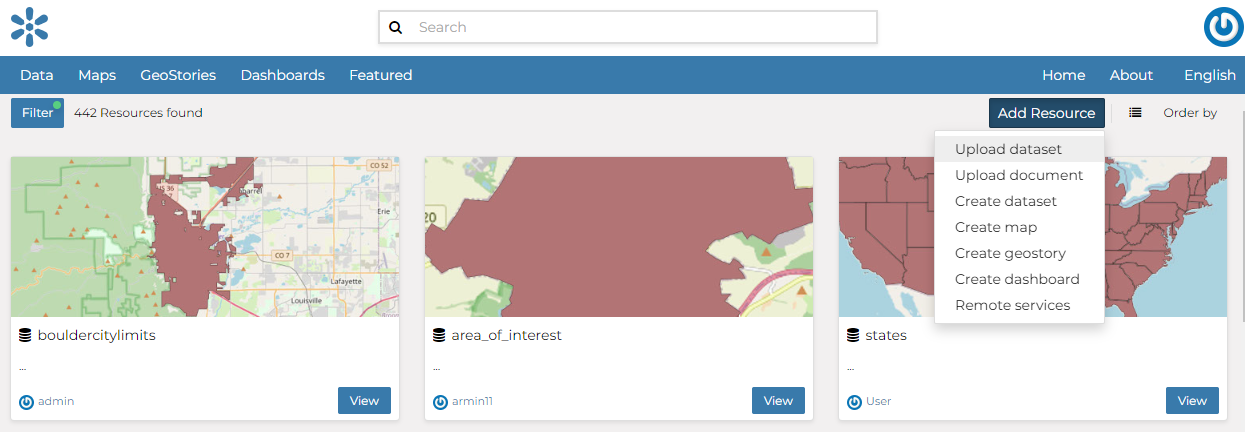 Search
Data Maps GeoStories Dashboards Featured Home About English
Filter 442 Resources found Add Resource Order by
Upload dataset
Upload document
Create dataset
Create map
Create geostory
Create dashboard
Remote services
CO 52
US 36
Erie
CO 7
Lafayette
Louisville
20
bouldercitylimits
...
admin View
area_of_interest
...
armin11 View
states
...
User View